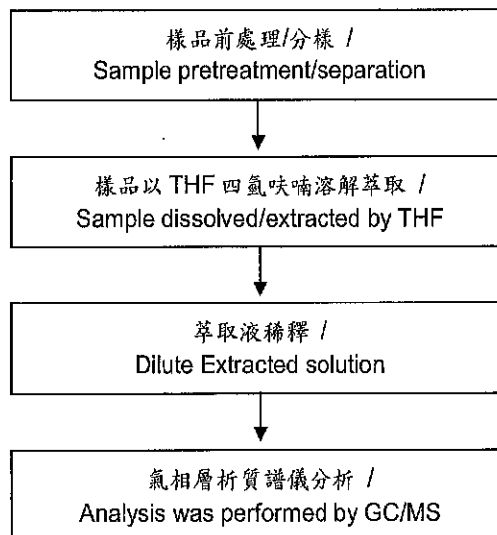 樣品前處理/分樣 /
Sample pretreatment/separation
樣品以 THF 四氫呋喃溶解萃取 /
Sample dissolved/extracted by THF
萃取液稀釋 /
Dilute Extracted solution
氣相層析質譜儀分析 /
Analysis was performed by GC/MS